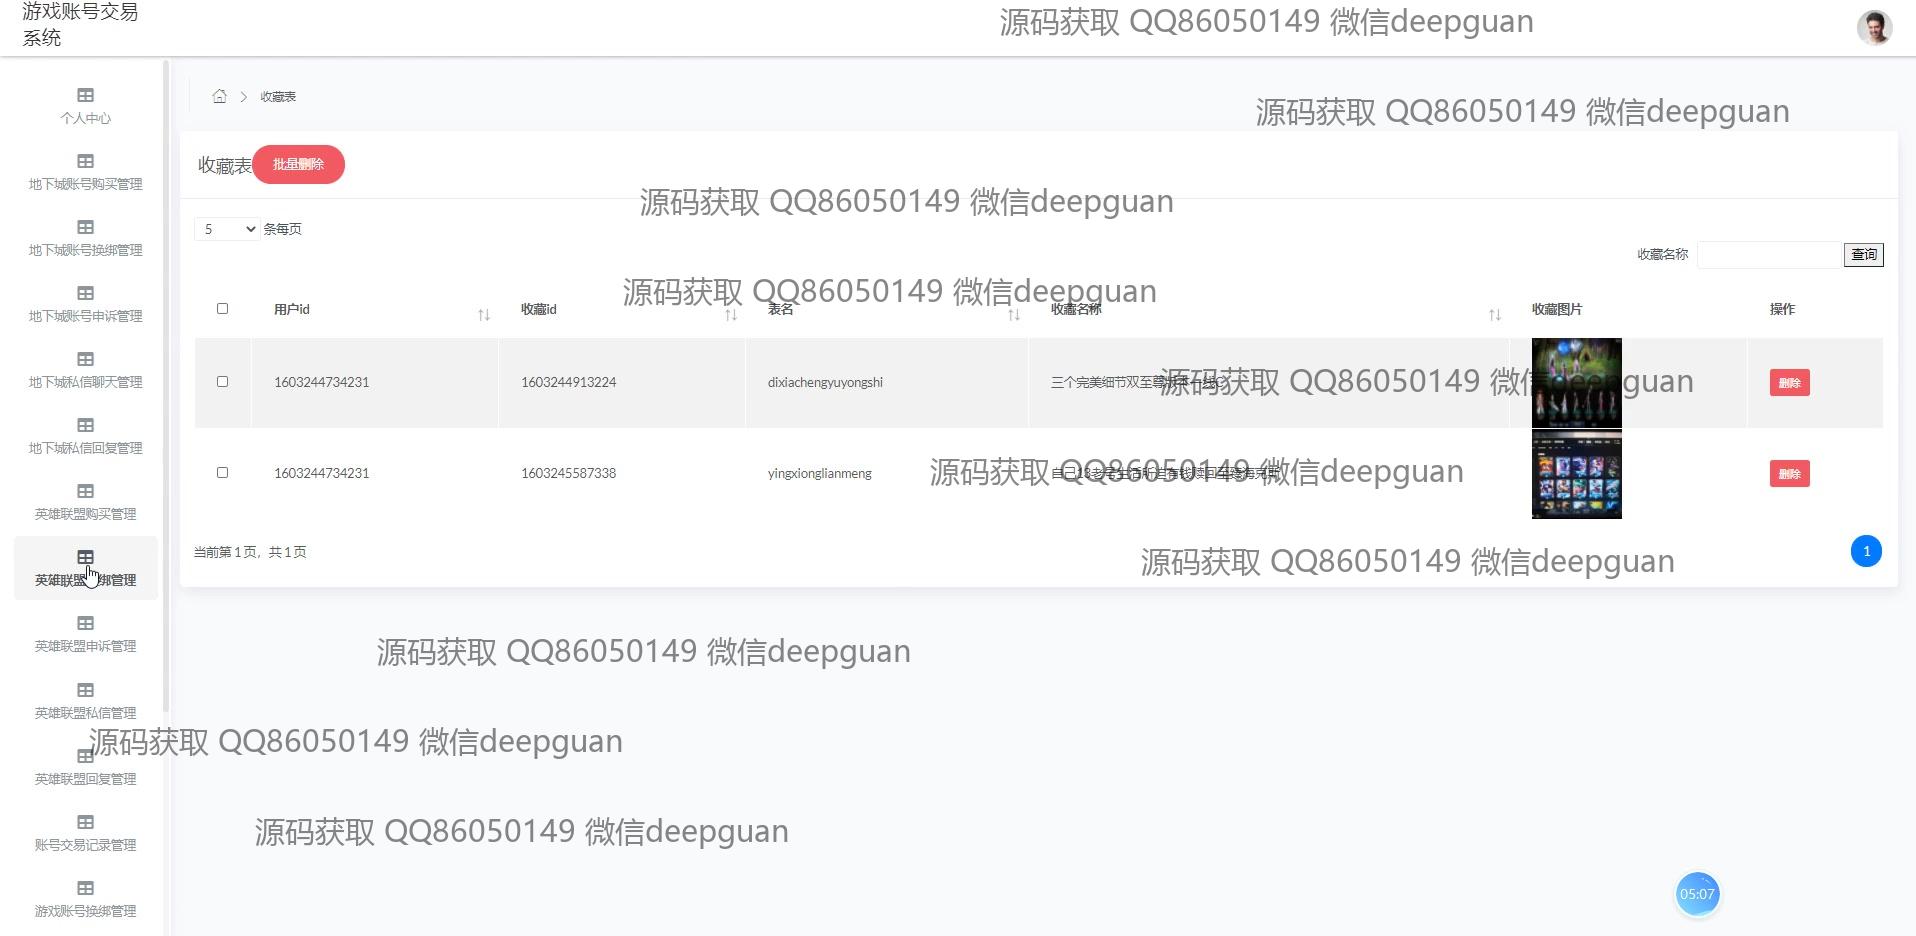 游戏账号交易
系统
源码获取 QQ86050149 微信deepguan
个人中心
收藏表
源码获取 QQ86050149 微信deepguan
地下城账号购买管理
收藏表
批量删除
源码获取 QQ86050149 微信deepguan
地下城账号换绑管理
5
条每页
收藏名称
查询
源码获取 QQ86050149 微信deepguan
地下城账号申诉管理
用户id
收藏id
表名
收藏名称
收藏图片
操作
地下城私信聊天管理
1603244734231
1603244913224
dixiachengyuyongshi
三个完美细节双至尊
源码获取 QQ86050149 微信deepguan
删除
地下城私信回复管理
1603244734231
1603245587338
yingxionglianmeng
源码获取 QQ86050149 微信deepguan
删除
英雄联盟购买管理
当前第 1 页，共 1 页
1
源码获取 QQ86050149 微信deepguan
英雄联盟换绑管理
英雄联盟申诉管理
源码获取 QQ86050149 微信deepguan
英雄联盟私信管理
源码获取 QQ86050149 微信deepguan
英雄联盟回复管理
账号交易记录管理
源码获取 QQ86050149 微信deepguan
游戏账号换绑管理
05:07